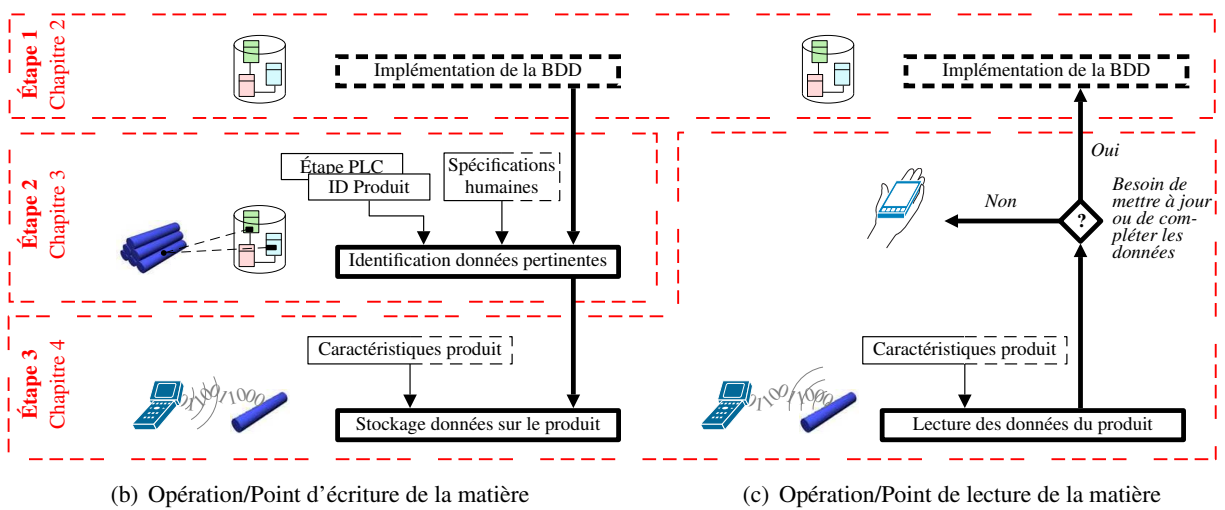 Étape 1
Chapitre 2
Implémentation de la BDD
Implémentation de la BDD
Étape 2
Chapitre 3
Étape PLC
ID Produit
Spécifications
humaines
Identification données pertinentes
Oui
Non
?
Besoin de
mettre à jour
ou de com-
pléter les
données
Étape 3
Chapitre 4
Caractéristiques produit
Stockage données sur le produit
Caractéristiques produit
Lecture des données du produit
(b) Opération/Point d'écriture de la matière
(c) Opération/Point de lecture de la matière